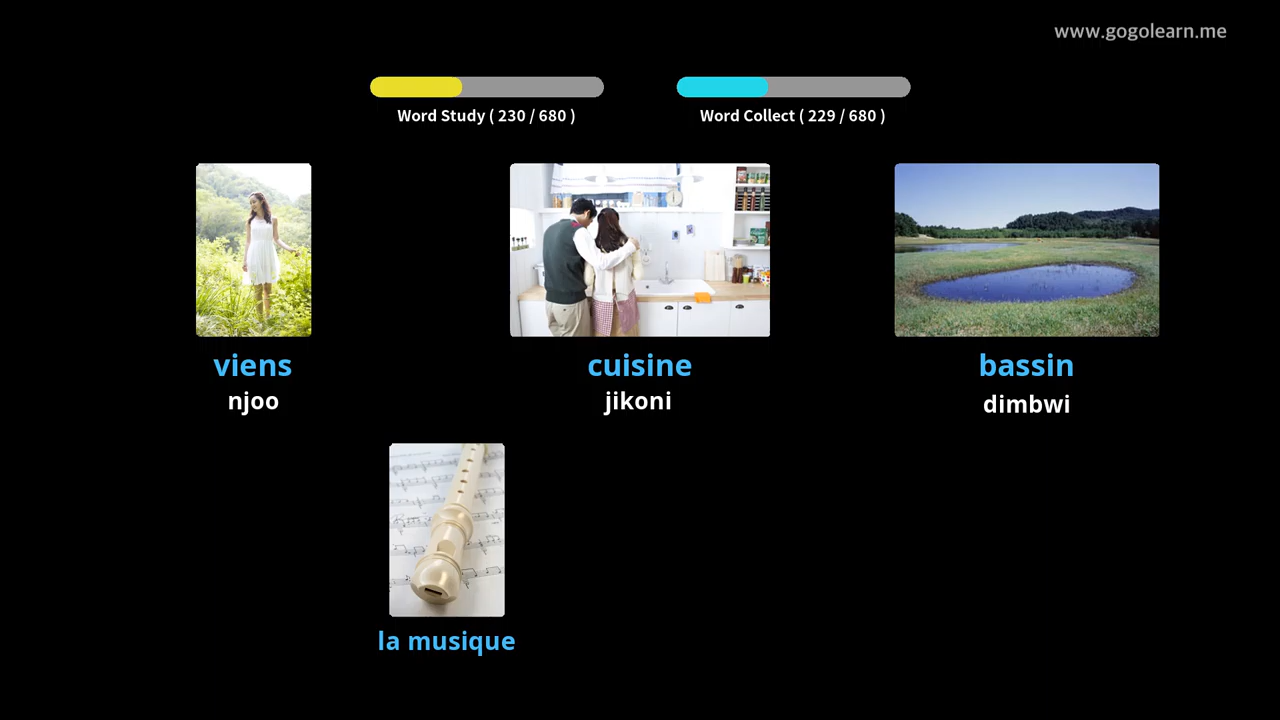 www.gogolearn.me
Word Study ( 230 / 680 )
Word Collect ( 229 / 680 )
viens
njoo
cuisine
jikoni
bassin
dimbwi
la musique